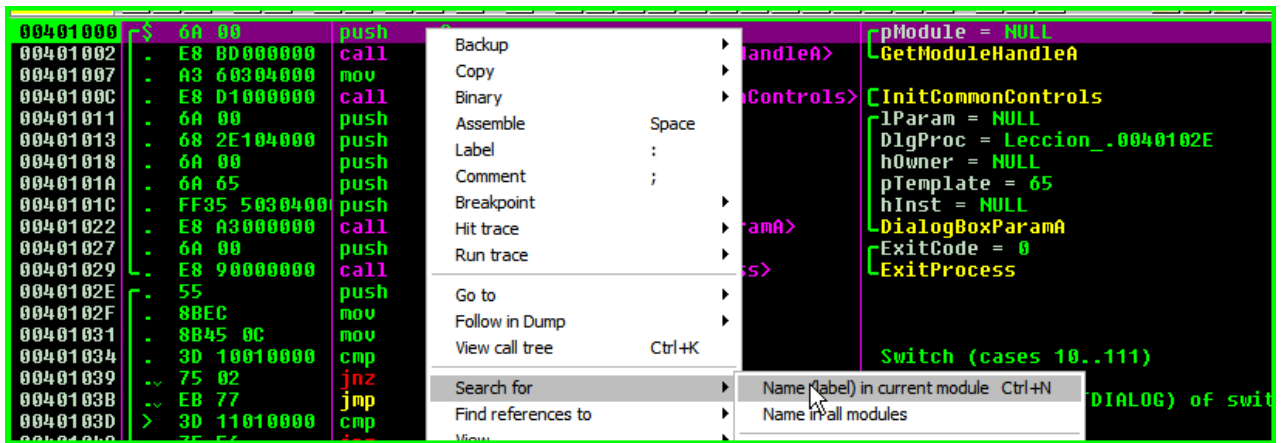 00401000 $ 6A 00 push pModule = NULL
00401002 . E8 BD000000 call andleA> GetModuleHandleA
00401007 . A3 60304000 mov
0040100C . E8 D1000000 call Controls> InitCommonControls
00401011 . 6A 00 push lParam = NULL
00401013 . 68 2E104000 push DlgProc = Leccion_.0040102E
00401018 . 6A 00 push hOwner = NULL
0040101A . 6A 65 push pTemplate = 65
0040101C . FF35 5030400 push hInst = NULL
00401022 . E8 A3000000 call amA> DialogBoxParamA
00401027 . 6A 00 push ExitCode = 0
00401029 . E8 90000000 call s> ExitProcess
0040102E . 55 push
0040102F . 8BEC mov
00401031 . 8B45 0C mov
00401034 . 3D 10010000 cmp Switch (cases 10..111)
00401039 . 75 02 jnz
0040103B . EB 77 jmp DIALOG) of swit
0040103D > 3D 11010000 cmp
Backup
Copy
Binary
Assemble Space
Label :
Comment ;
Breakpoint
Hit trace
Run trace
Go to
Follow in Dump
View call tree Ctrl+K
Search for
Find references to
View
Name (label) in current module Ctrl+N
Name in all modules